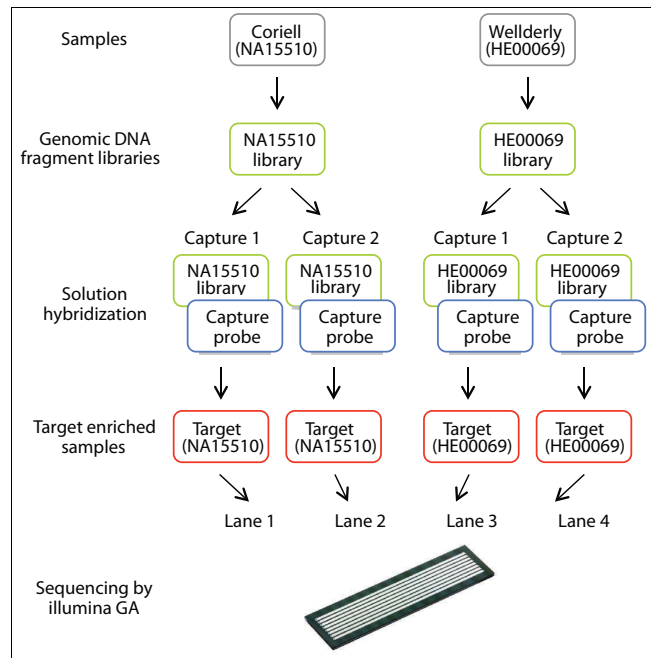 Samples
Coriell
(NA15510)
Wellderly
(HE00069)
Genomic DNA
fragment libraries
NA15510
library
HE00069
library
Capture 1
Capture 2
Capture 1
Capture 2
Solution
hybridization
NA15510
library
NA15510
library
HE00069
library
HE00069
library
Capture
probe
Capture
probe
Capture
probe
Capture
probe
Target enriched
samples
Target
(NA15510)
Target
(NA15510)
Target
(HE00069)
Target
(HE00069)
Lane 1
Lane 2
Lane 3
Lane 4
Sequencing by
illumina GA